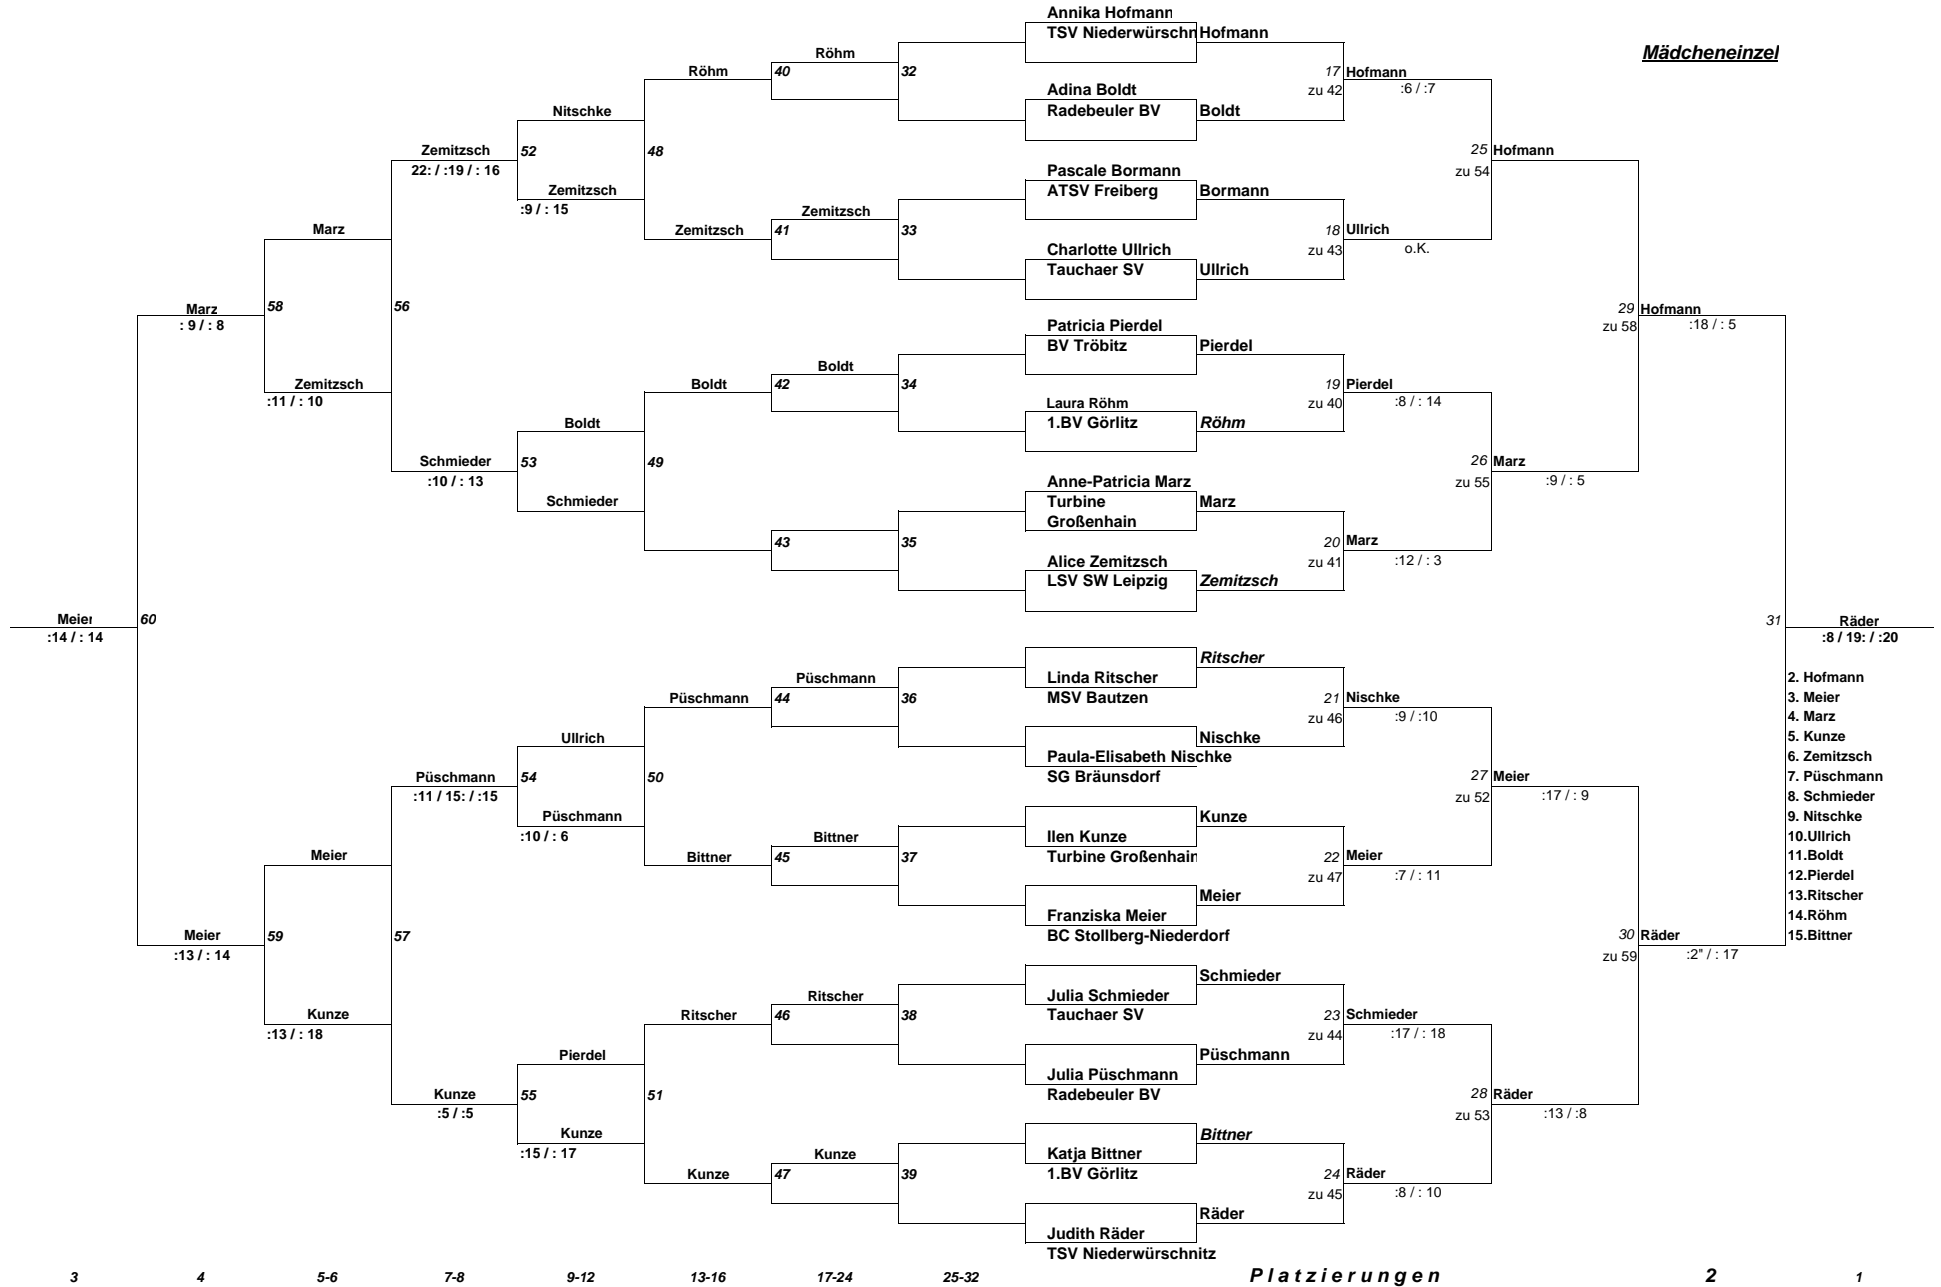 Mädcheneinzel
Annika Hofmann
TSV Niederwürschn
Hofmann
Adina Boldt
Radebeuler BV
Boldt
Pascale Bormann
ATSV Freiberg
Bormann
Charlotte Ullrich
Tauchaer SV
Ullrich
Patricia Pierdel
BV Tröbitz
Pierdel
Laura Röhm
1.BV Görlitz
Röhm
Anne-Patricia Marz
Turbine
Großenhain
Marz
Alice Zemitzsch
LSV SW Leipzig
Zemitzsch
Ritscher
Linda Ritscher
MSV Bautzen
Nischke
Paula-Elisabeth Nischke
SG Bräunsdorf
Kunze
Ilen Kunze
Turbine Großenhain
Meier
Franziska Meier
BC Stollberg-Niederdorf
Schmieder
Julia Schmieder
Tauchaer SV
Püschmann
Julia Püschmann
Radebeuler BV
Bittner
Katja Bittner
1.BV Görlitz
Räder
Judith Räder
TSV Niederwürschnitz
17 Hofmann
zu 42 :6 / :7
18 Ullrich
zu 43 o.K.
19 Pierdel
zu 40 :8 / : 14
20 Marz
zu 41 :12 / : 3
21 Nischke
zu 46 :9 / :10
22 Meier
zu 47 :7 / : 11
23 Schmieder
zu 44 :17 / : 18
24 Räder
zu 45 :8 / : 10
25 Hofmann
zu 54
26 Marz
zu 55 :9 / : 5
27 Meier
zu 52 :17 / : 9
28 Räder
zu 53 :13 / :8
29 Hofmann
zu 58 :18 / : 5
30 Räder
zu 59 :2" / : 17
31 Räder
:8 / 19: / :20
2. Hofmann
3. Meier
4. Marz
5. Kunze
6. Zemitzsch
7. Püschmann
8. Schmieder
9. Nitschke
10.Ullrich
11.Boldt
12.Pierdel
13.Ritscher
14.Röhm
15.Bittner
32
Röhm
33
Zemitzsch
34
Boldt
35
36
Püschmann
37
Bittner
38
Ritscher
39
Kunze
40
Röhm
41
Zemitzsch
42
Boldt
43
44
Püschmann
45
Bittner
46
Ritscher
47
Kunze
48
Nitschke
Zemitzsch
:9 / : 15
49
Boldt
Schmieder
50
Ullrich
Püschmann
:10 / : 6
51
Pierdel
Kunze
:15 / : 17
52
Zemitzsch
22: / :19 / : 16
53
Schmieder
:10 / : 13
54
Püschmann
:11 / 15: / :15
55
Kunze
:5 / :5
56
Marz
Zemitzsch
:11 / : 10
57
Meier
Kunze
:13 / : 18
58
Marz
: 9 / : 8
59
Meier
:13 / : 14
60
Meier
:14 / : 14
3 4 5-6 7-8 9-12 13-16 17-24 25-32 Platzierungen 2 1